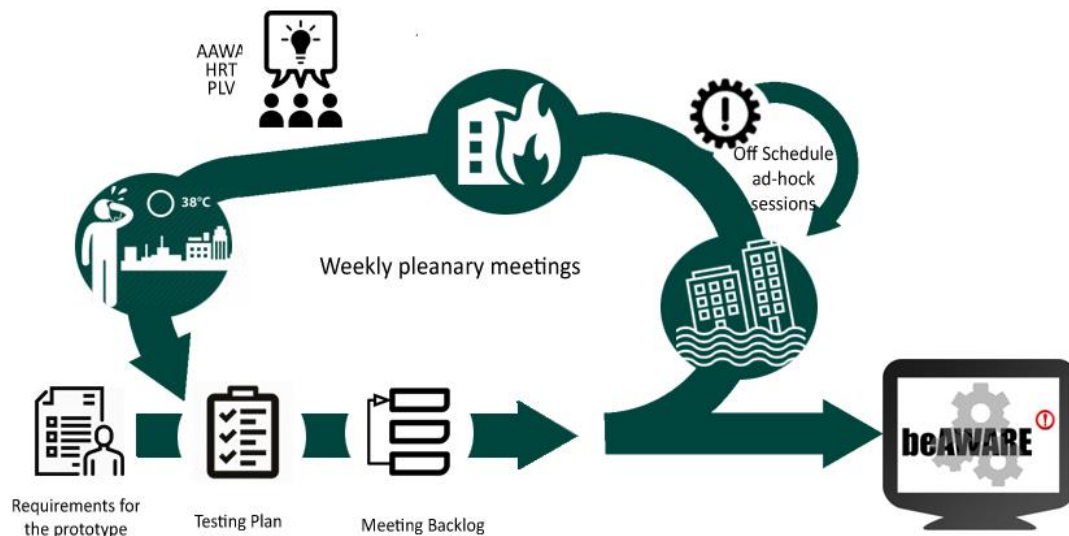 AAWA
HRT
PLV
Off Schedule
ad-hock
sessions
38°C
Weekly pleanary meetings
beAWARE
Requirements for
the prototype
Testing Plan
Meeting Backlog